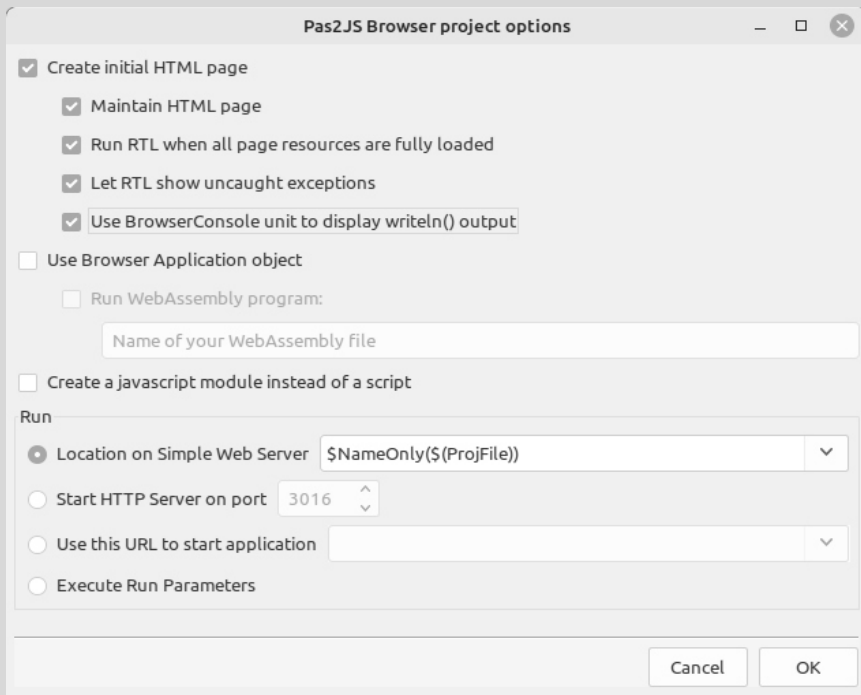 Pas2JS Browser project options
Create initial HTML page
Maintain HTML page
Run RTL when all page resources are fully loaded
Let RTL show uncaught exceptions
Use BrowserConsole unit to display writeln() output
Use Browser Application object
Run WebAssembly program:
Name of your WebAssembly file
Create a javascript module instead of a script
Run
Location on Simple Web Server $NameOnly($(ProjFile))
Start HTTP Server on port 3016
Use this URL to start application
Execute Run Parameters
Cancel OK